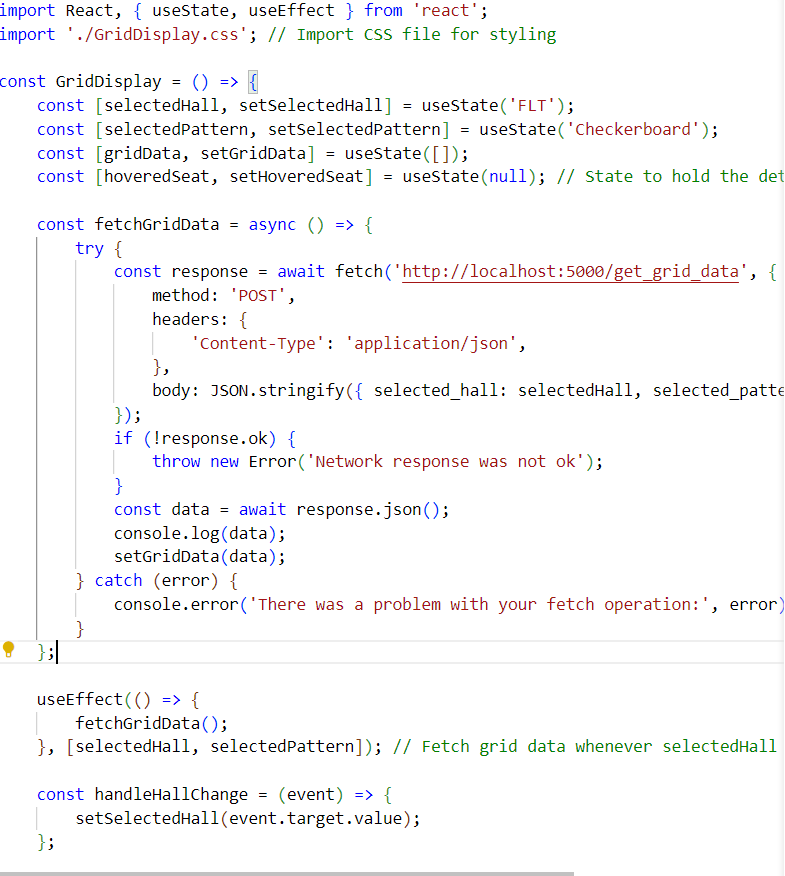 import React, { useState, useEffect } from 'react';
import './GridDisplay.css'; // Import CSS file for styling
const GridDisplay = () => {
const [selectedHall, setSelectedHall] = useState('FLT');
const [selectedPattern, setSelectedPattern] = useState('Checkerboard');
const [gridData, setGridData] = useState([]);
const [hoveredSeat, setHoveredSeat] = useState(null); // State to hold the det
const fetchGridData = async () => {
try {
const response = await fetch('http://localhost:5000/get_grid_data', {
method: 'POST',
headers: {
'Content-Type': 'application/json',
},
body: JSON.stringify({ selected_hall: selectedHall, selected_patte
});
if (!response.ok) {
throw new Error('Network response was not ok');
}
const data = await response.json();
console.log(data);
setGridData(data);
} catch (error) {
console.error('There was a problem with your fetch operation:', error)
}
};
useEffect(() => {
fetchGridData();
}, [selectedHall, selectedPattern]); // Fetch grid data whenever selectedHall
const handleHallChange = (event) => {
setSelectedHall(event.target.value);
};